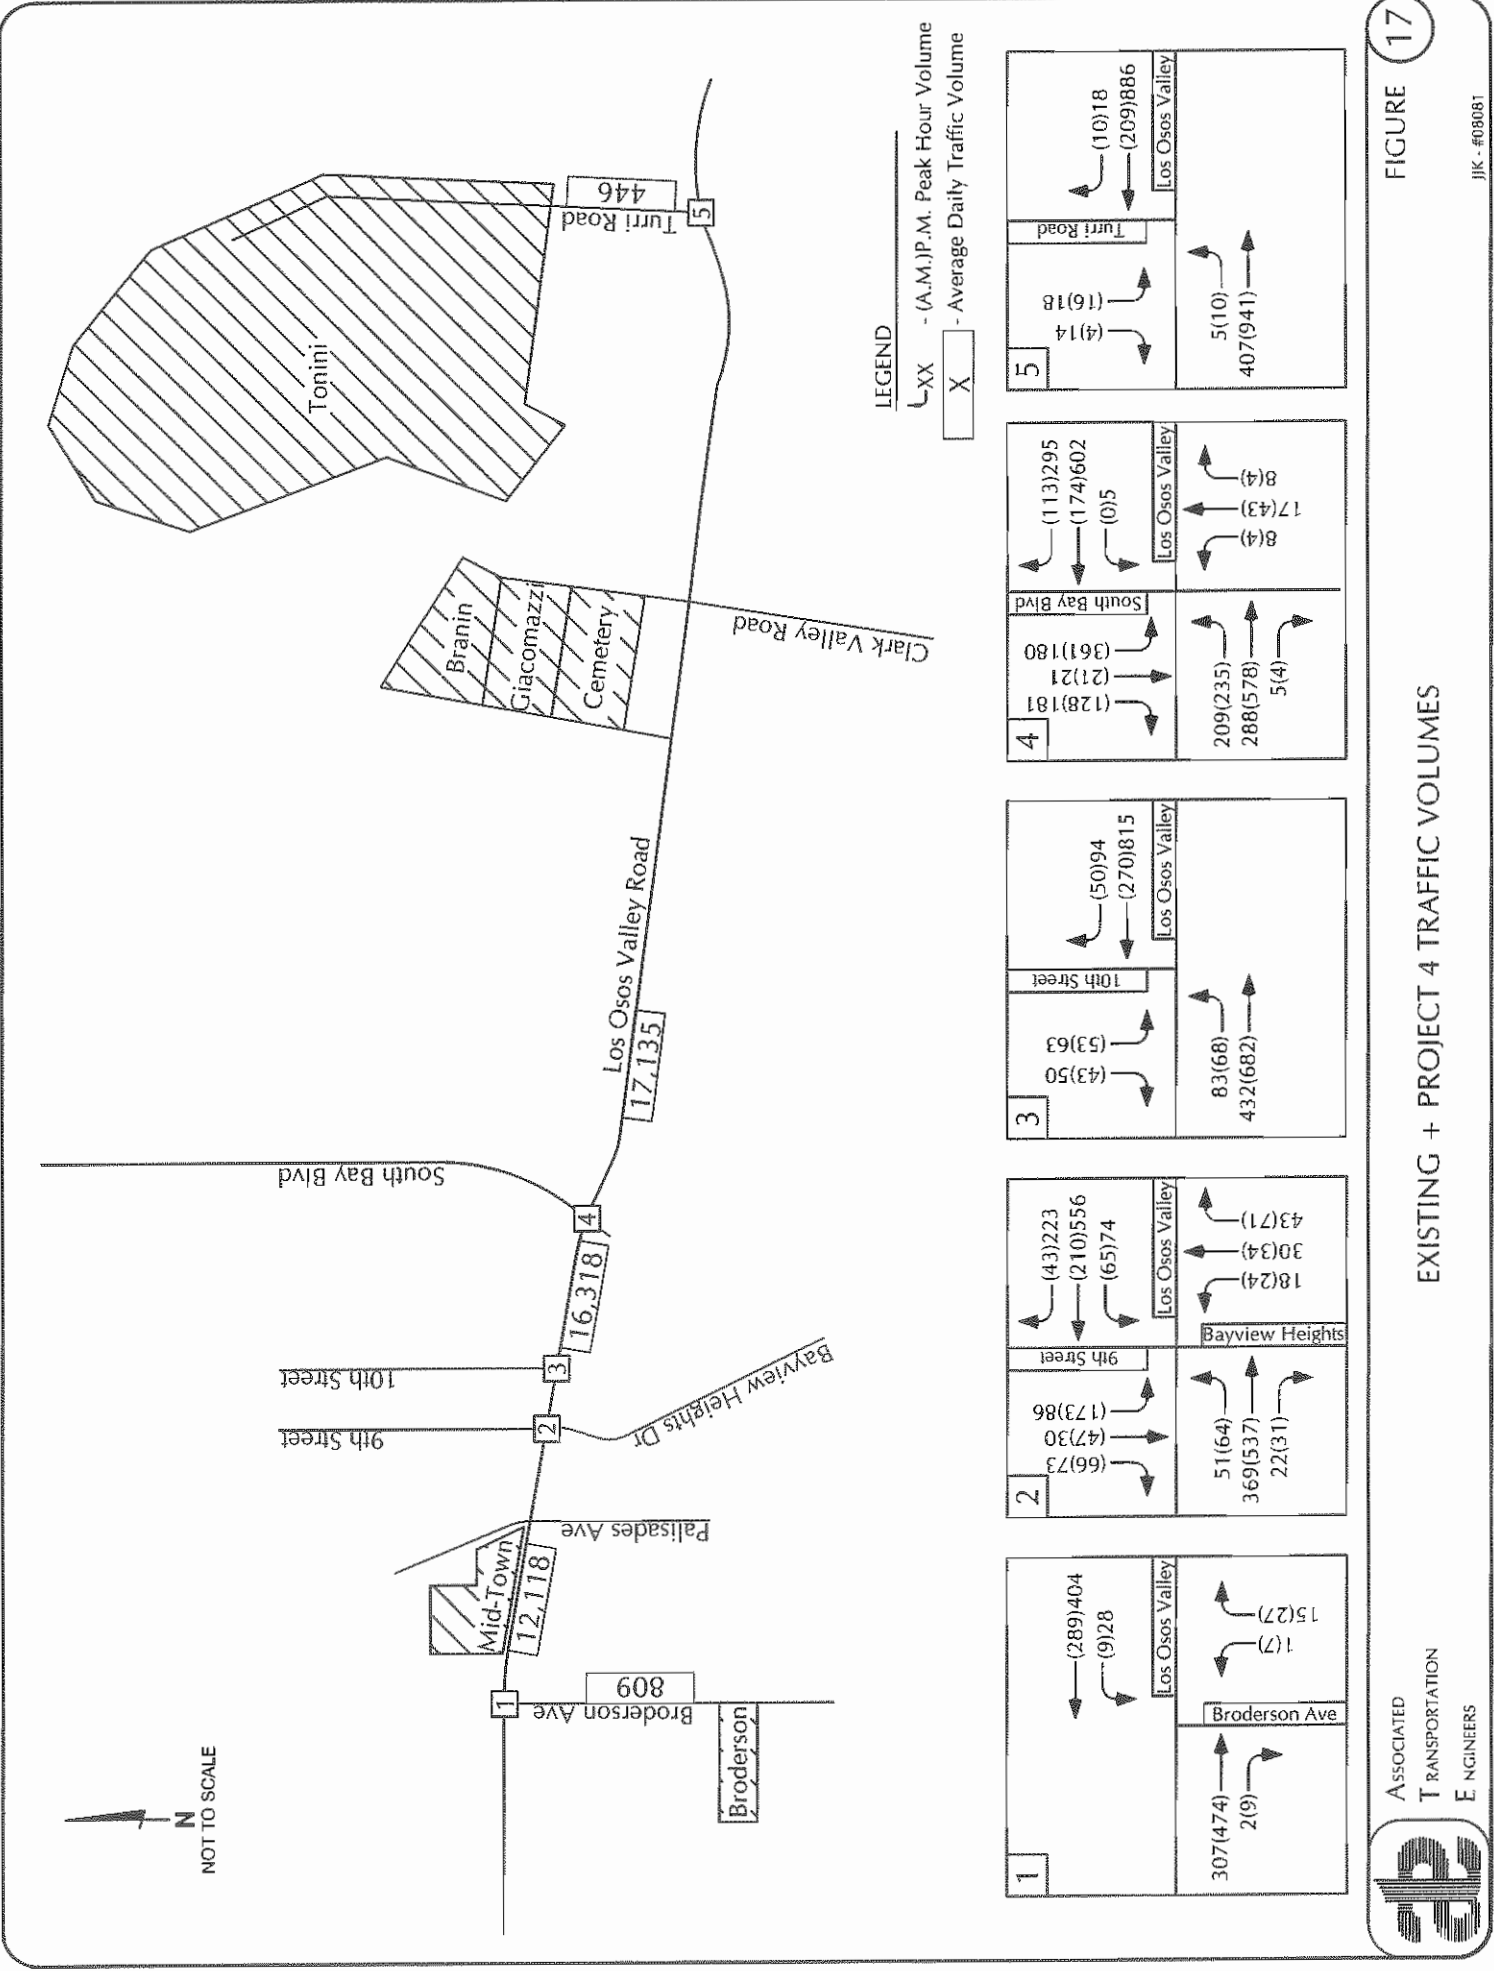 N
NOT TO SCALE
Tonini
Branin
Giacomazzi
Cemetery
Mid-Town
Broderson
Turri Road
446
Clark Valley Road
Los Osos Valley Road
17,135
South Bay Blvd
16,318
10th Street
9th Street
Bayview Heights Dr
Palisades Ave
12,118
Broderson Ave
809
1
2
3
4
5
LEGEND
XX - (A.M.)P.M. Peak Hour Volume
X - Average Daily Traffic Volume
1
(289)404
(9)28
Los Osos Valley
307(474)
2(9)
Broderson Ave
1(7)
15(27)
2
(66)73
(47)30
(173)86
9th Street
(43)223
(210)556
(65)74
Los Osos Valley
51(64)
369(537)
22(31)
Bayview Heights
18(24)
30(34)
43(71)
3
(43)50
(53)63
10th Street
(50)94
(270)815
Los Osos Valley
83(68)
432(682)
4
(128)181
(21)21
(361)180
South Bay Blvd
(113)295
(174)602
(0)5
Los Osos Valley
209(235)
288(578)
5(4)
8(4)
17(43)
8(4)
5
(4)14
(16)18
Turri Road
(10)18
(209)886
Los Osos Valley
5(10)
407(941)
ate
ASSOCIATED
TRANSPORTATION
ENGINEERS
EXISTING + PROJECT 4 TRAFFIC VOLUMES
FIGURE 17
JJK - #08081